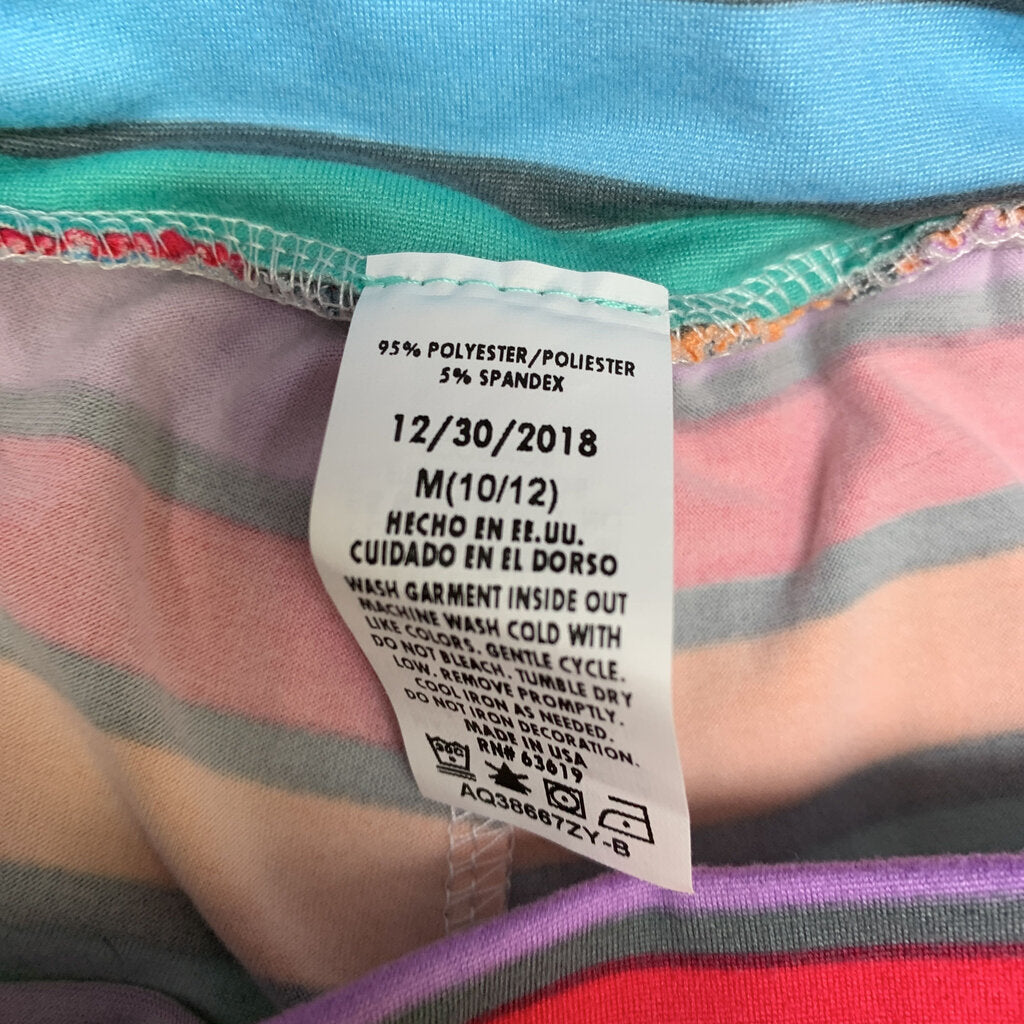 95% POLYESTER/POLIESTER
5% SPANDEX
12/30/2018
M(10/12)
HECHO EN EE.UU.
CUIDADO EN EL DORSO
WASH GARMENT INSIDE OUT
MACHINE WASH COLD WITH
LIKE COLORS. GENTLE CYCLE.
DO NOT BLEACH. TUMBLE DRY
LOW. REMOVE PROMPTLY.
COOL IRON AS NEEDED.
DO NOT IRON DECORATION.
MADE IN USA
RN# 63619
AQ38667ZY-B